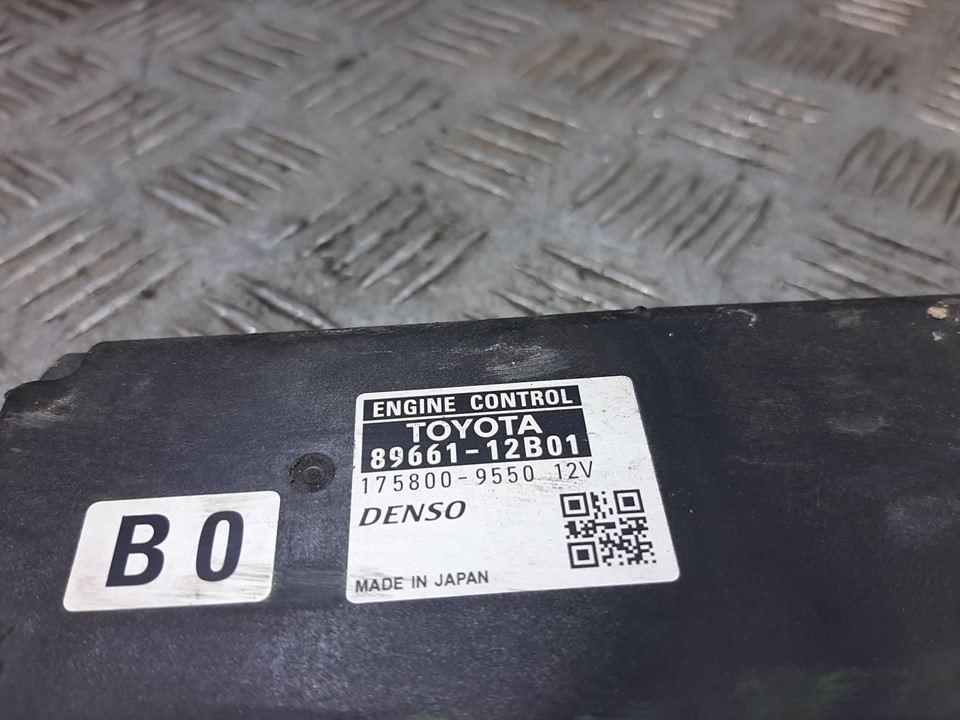 ENGINE CONTROL
TOYOTA
89661-12B01
175800-9550 12V
DENSO
MADE IN JAPAN
B0